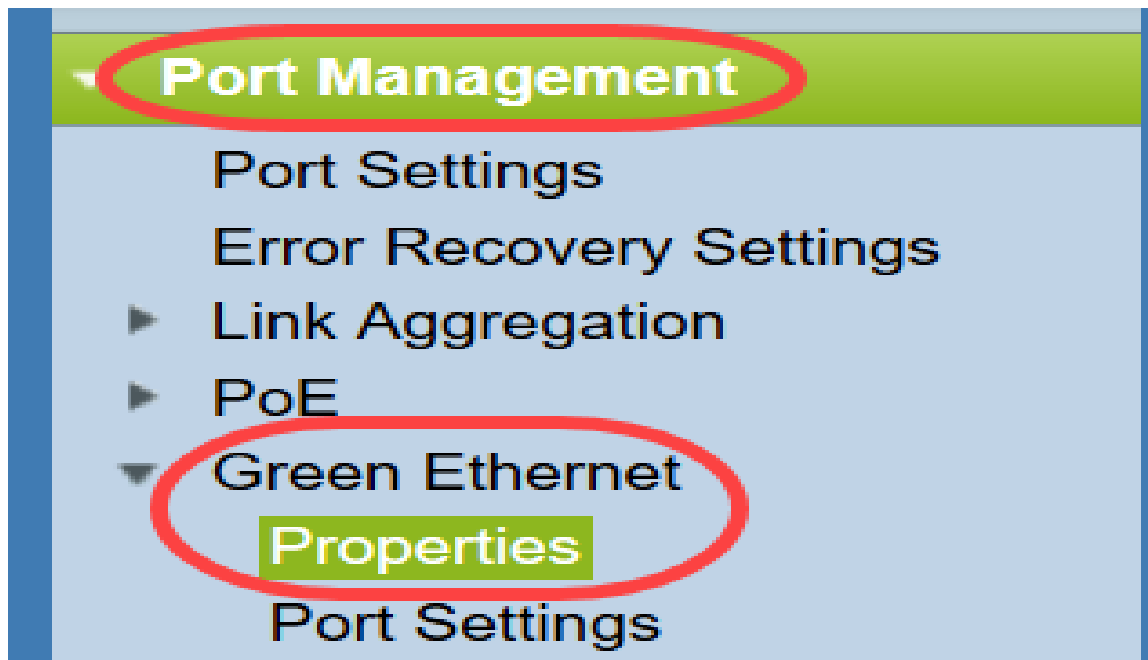 Port Management
Port Settings
Error Recovery Settings
Link Aggregation
PoE
Green Ethernet
Properties
Port Settings